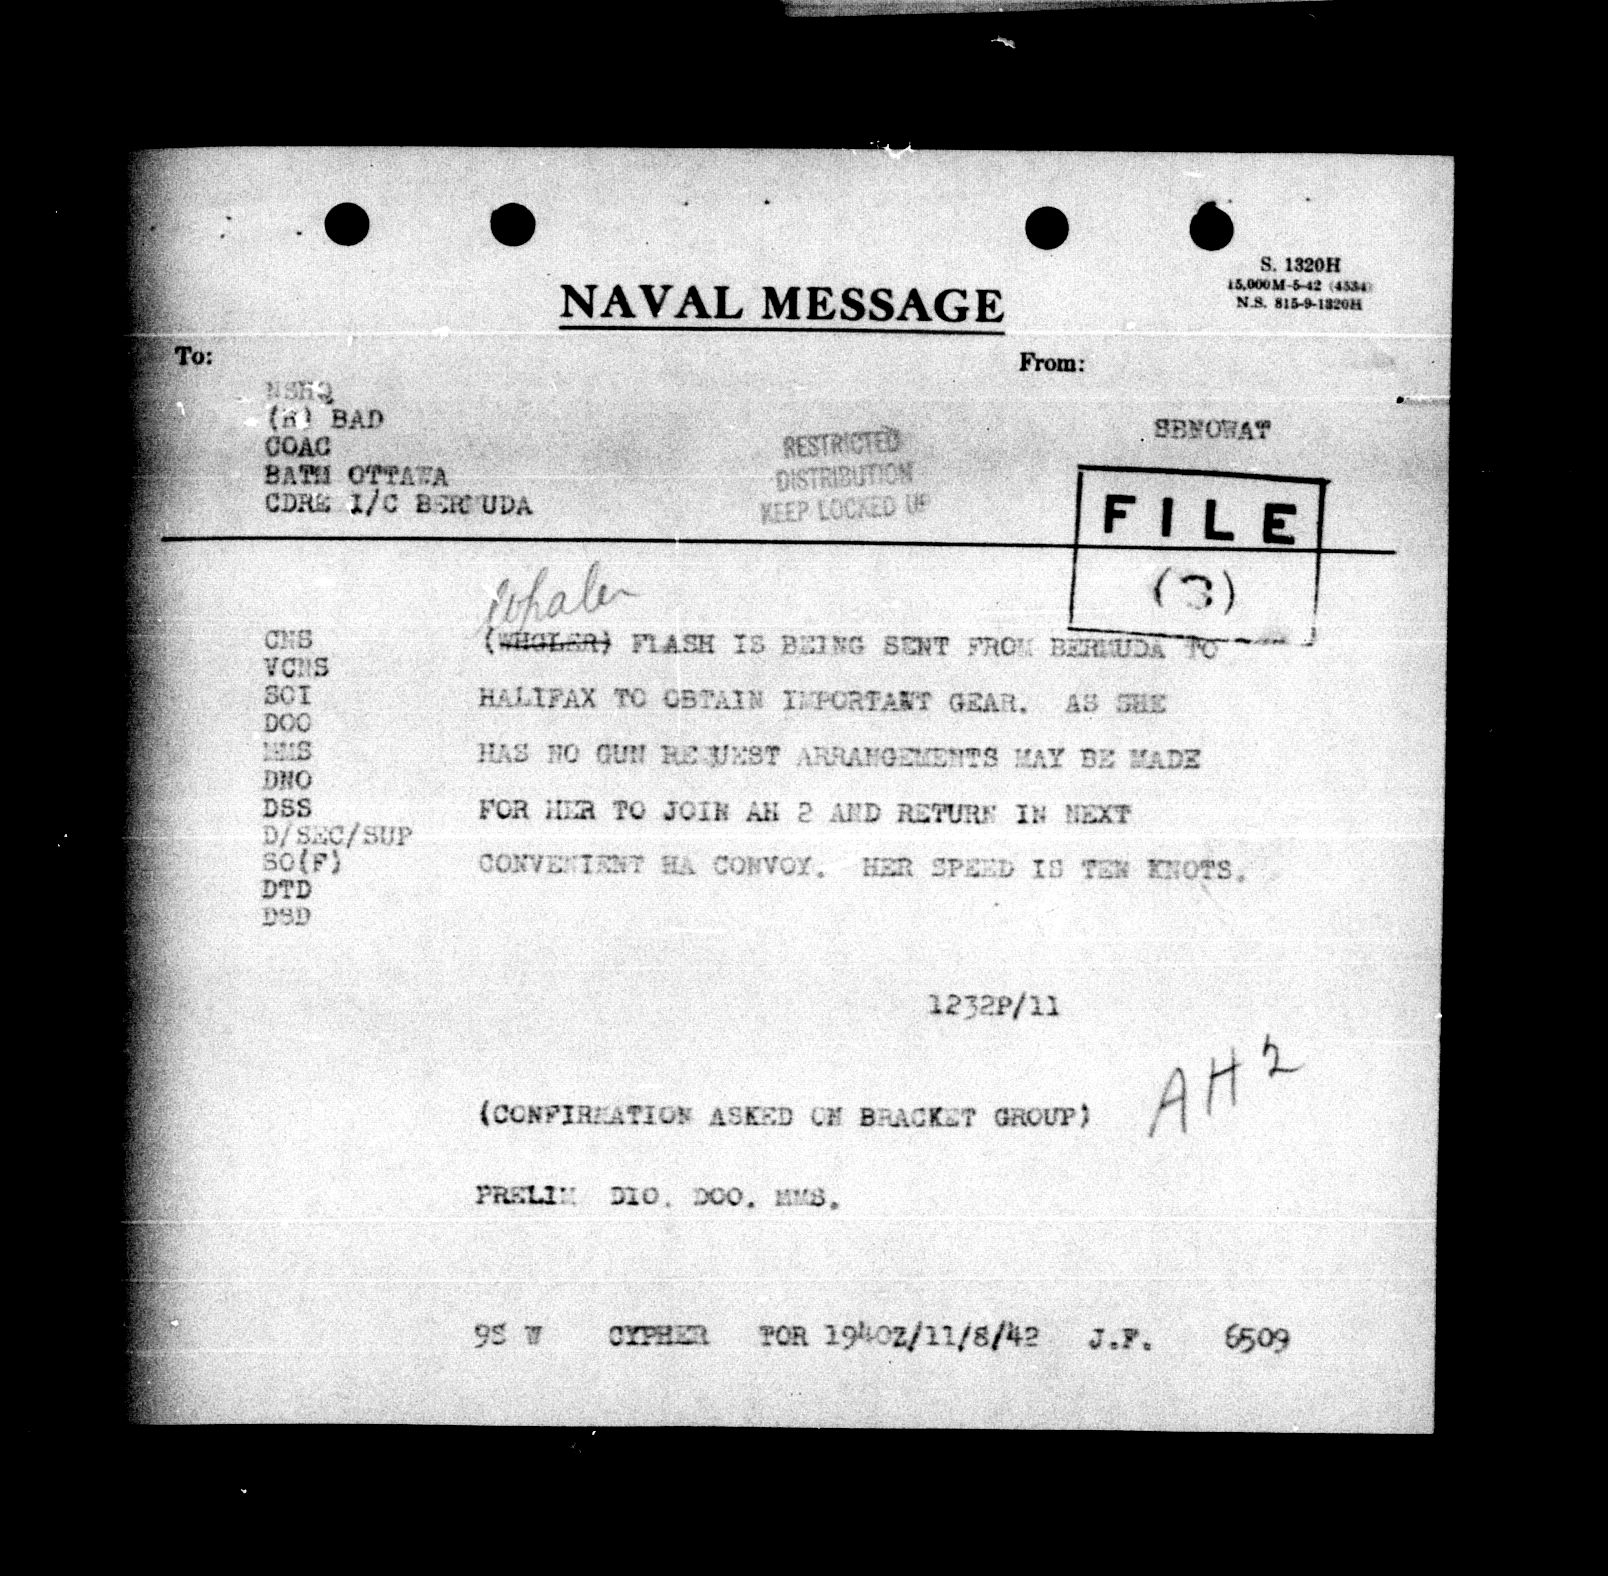 S. 1320H
15,000M-5-42 (4534)
N.S. 815-9-1320H
NAVAL MESSAGE
To:
From:
NSHQ
(R) BAD
COAC
BATM OTTAWA
CDRE I/C BERMUDA
RESTRICTED
DISTRIBUTION
KEEP LOCKED UP
SBNOWAT
FILE
(3)
Whaler
CNS
VCNS
SOI
DOO
MMS
DNO
DSS
D/SEC/SUP
SO(F)
DTD
DSD
(WHGLER) FLASH IS BEING SENT FROM BERMUDA TO
HALIFAX TO OBTAIN IMPORTANT GEAR. AS SHE
HAS NO GUN REQUEST ARRANGEMENTS MAY BE MADE
FOR HER TO JOIN AH 2 AND RETURN IN NEXT
CONVENIENT HA CONVOY. HER SPEED IS TEN KNOTS.
1232P/11
AH 2
(CONFIRMATION ASKED ON BRACKET GROUP)
PRELIM DIO. DOO. MMS.
9S W CYPHER TOR 1940Z/11/8/42 J.F. 6509